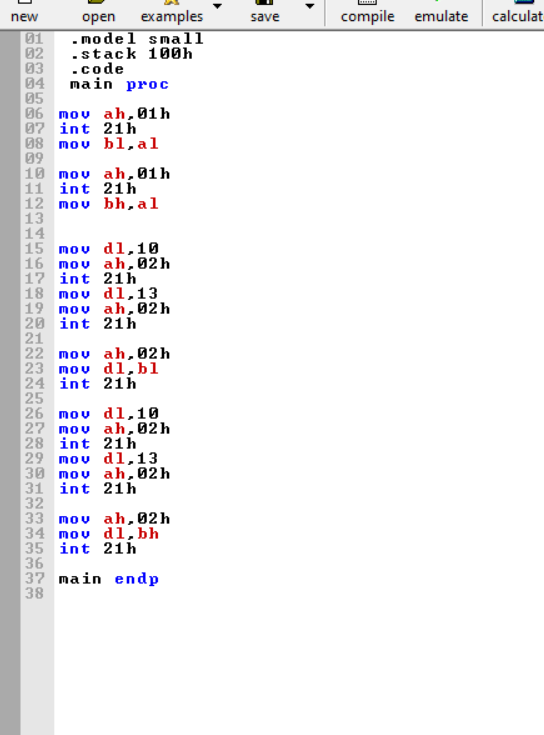 new open examples save compile emulate calculat
01 .model small
02 .stack 100h
03 .code
04 main proc
05
06 mov ah,01h
07 int 21h
08 mov bl,al
09
10 mov ah,01h
11 int 21h
12 mov bh,al
13
14
15 mov dl,10
16 mov ah,02h
17 int 21h
18 mov dl,13
19 mov ah,02h
20 int 21h
21
22 mov ah,02h
23 mov dl,bl
24 int 21h
25
26 mov dl,10
27 mov ah,02h
28 int 21h
29 mov dl,13
30 mov ah,02h
31 int 21h
32
33 mov ah,02h
34 mov dl,bh
35 int 21h
36
37 main endp
38